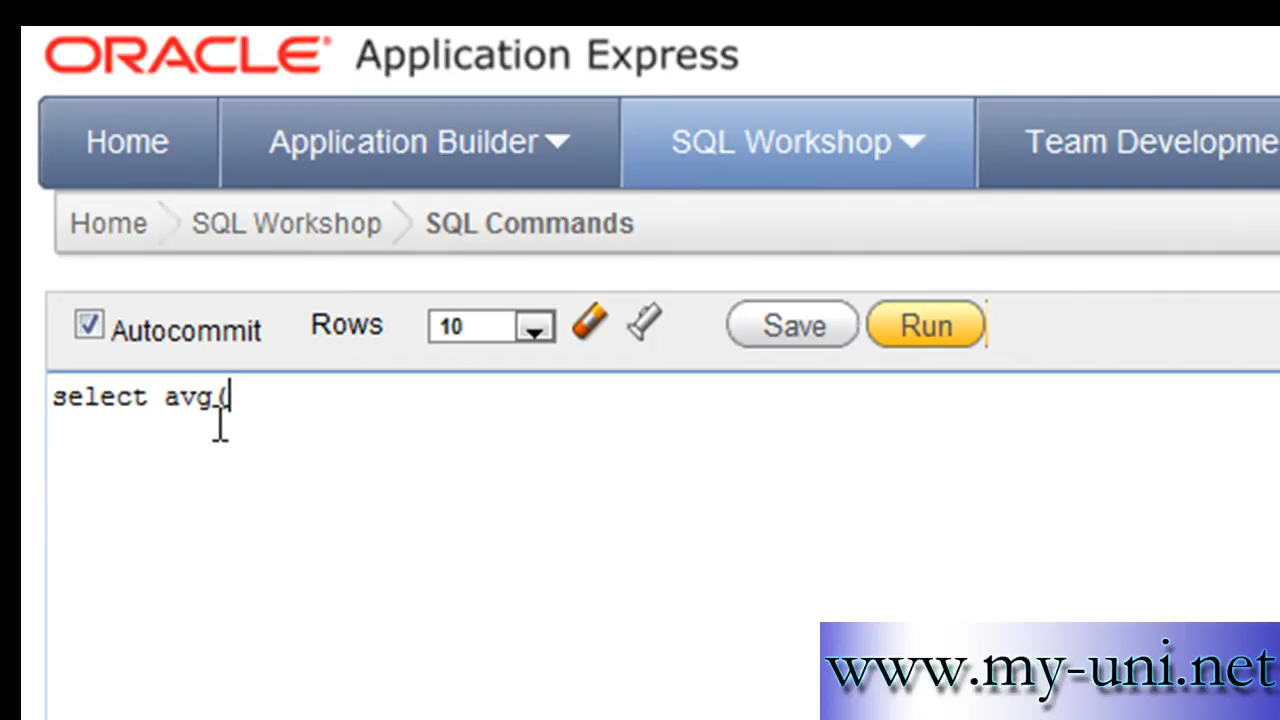 ORACLE® Application Express
Home Application Builder SQL Workshop Team Developme
Home SQL Workshop SQL Commands
Autocommit Rows 10 Save Run
select avg(
www.my-uni.net